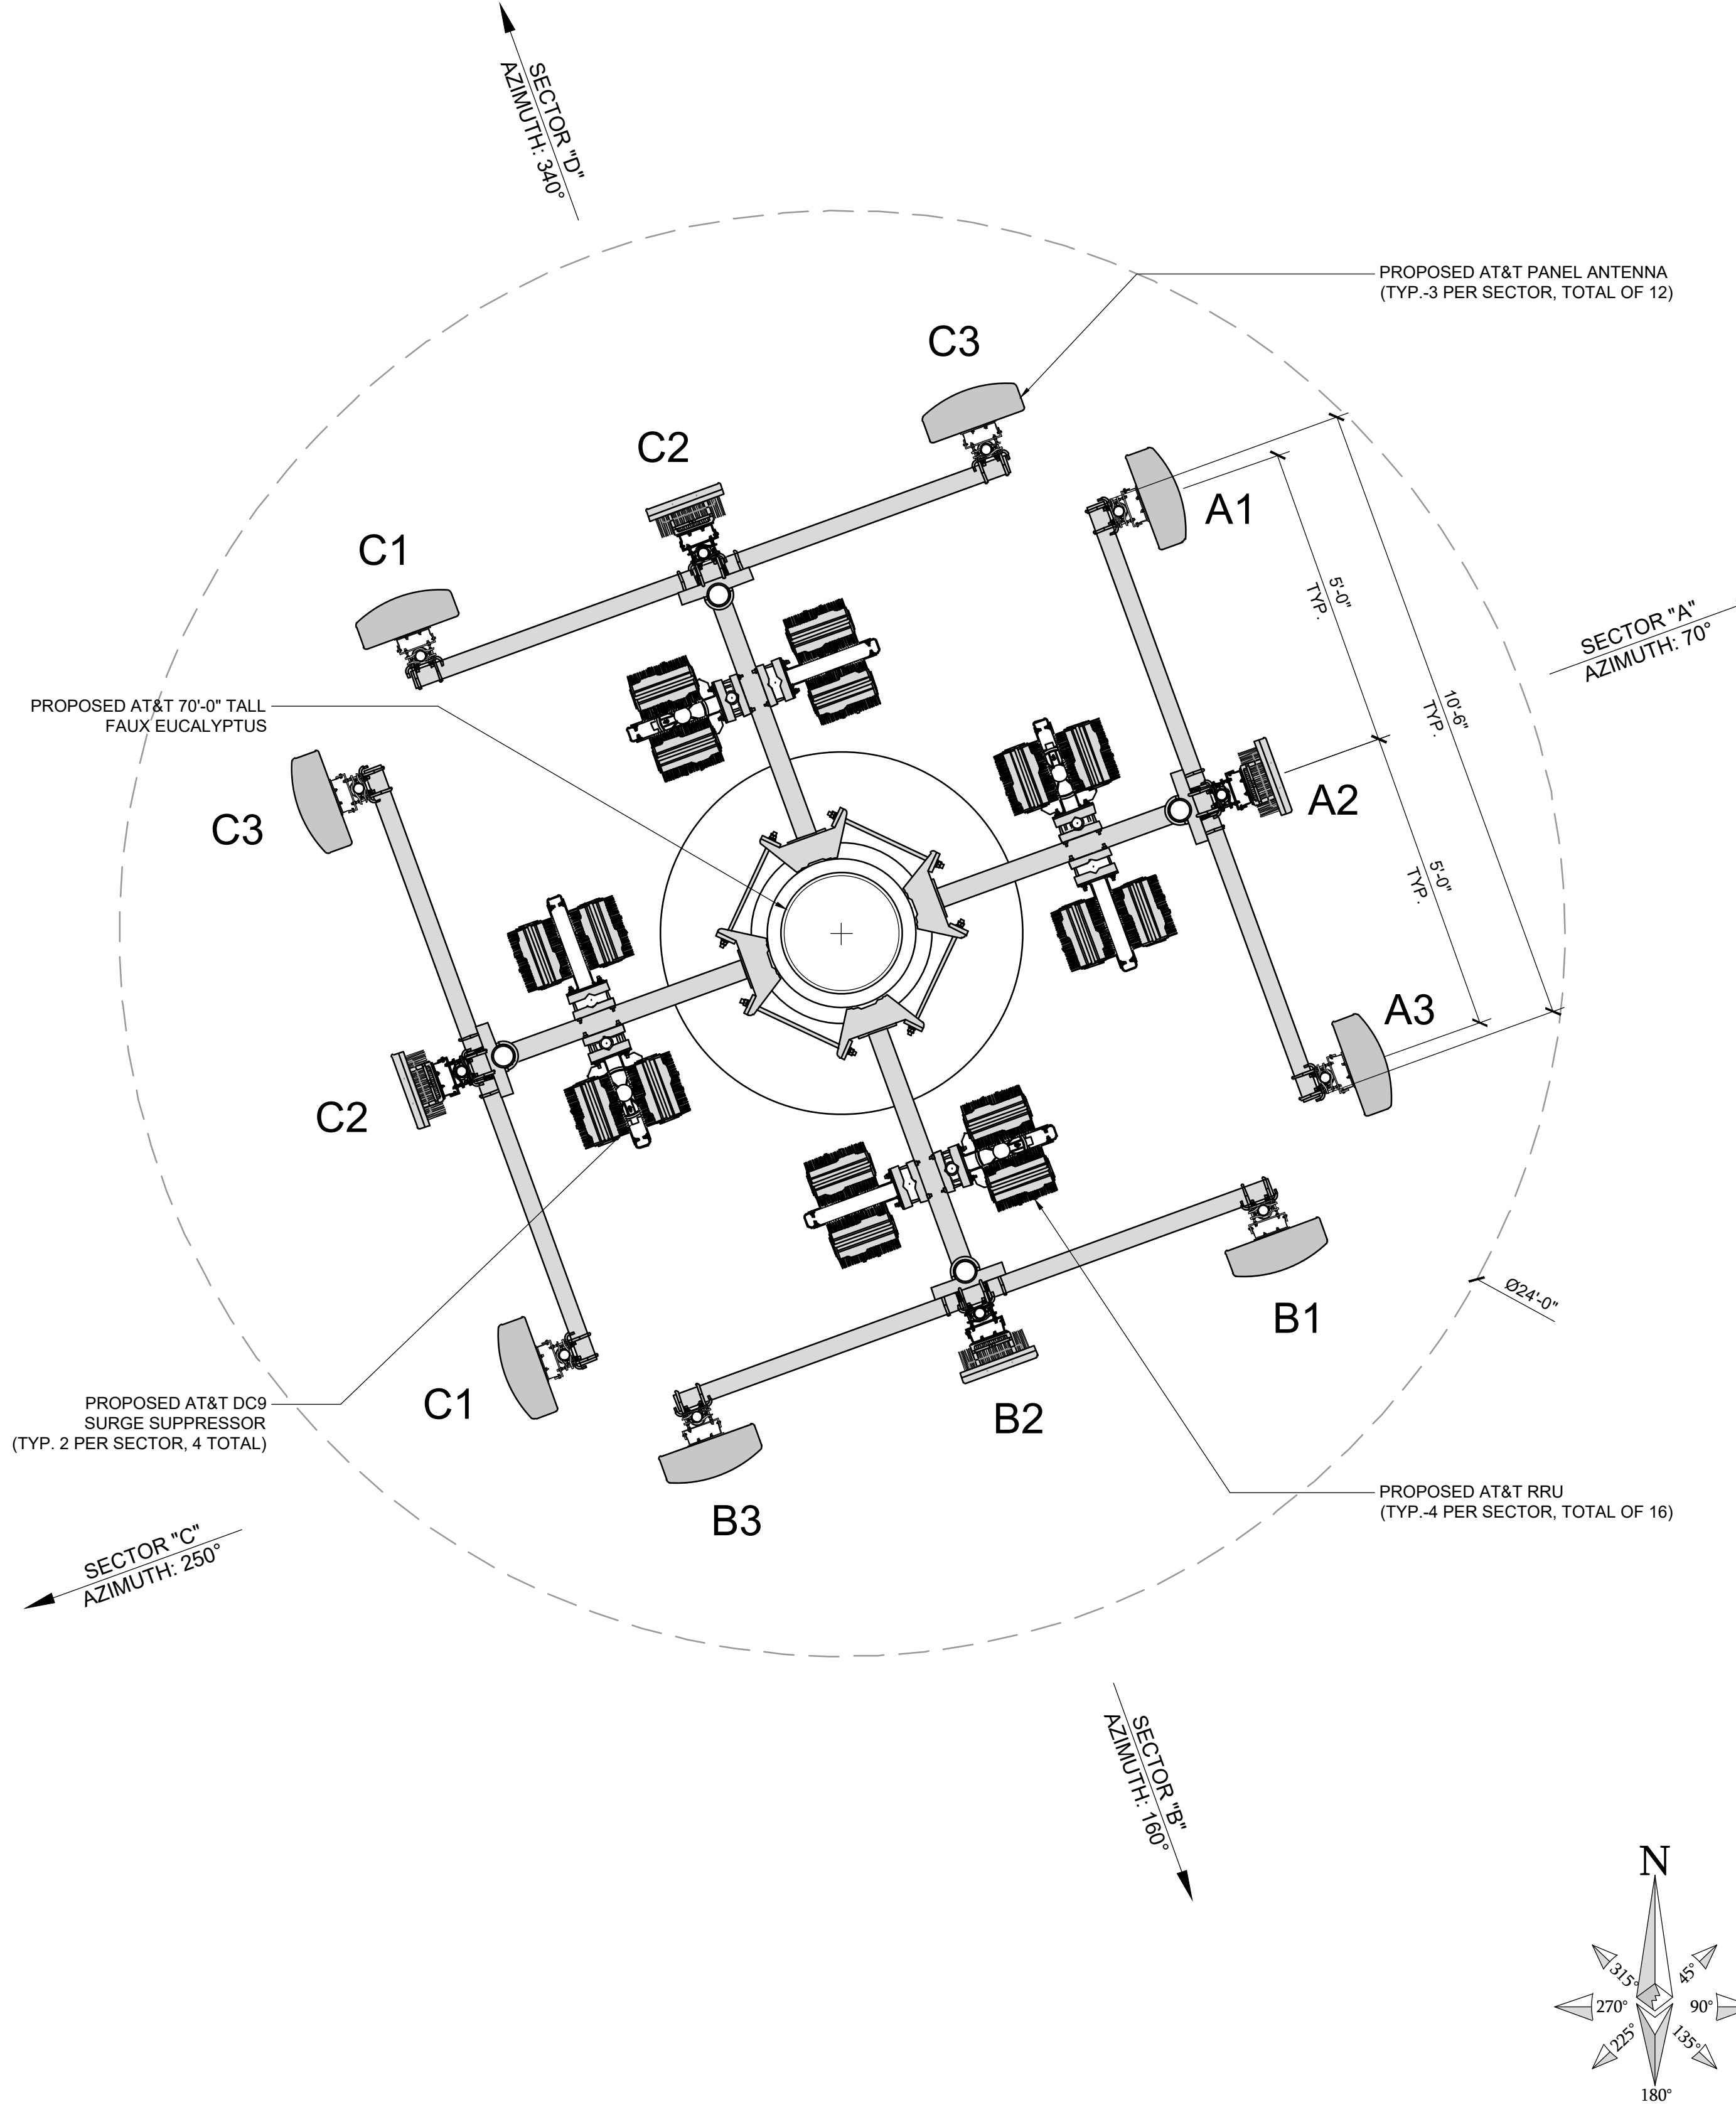 SECTOR "D"
AZIMUTH: 340°
PROPOSED AT&T PANEL ANTENNA
(TYP.-3 PER SECTOR, TOTAL OF 12)
C3
C2
A1
C1
5'-0"
TYP.
SECTOR "A"
AZIMUTH: 70°
PROPOSED AT&T 70'-0" TALL
FAUX EUCALYPTUS
10'-6"
TYP.
C3
A2
5'-0"
TYP.
A3
C2
Ø24'-0"
B1
PROPOSED AT&T DC9
SURGE SUPPRESSOR
(TYP. 2 PER SECTOR, 4 TOTAL)
C1
B2
PROPOSED AT&T RRU
(TYP.-4 PER SECTOR, TOTAL OF 16)
B3
SECTOR "C"
AZIMUTH: 250°
SECTOR "B"
AZIMUTH: 160°
N
315°
45°
270°
90°
225°
135°
180°